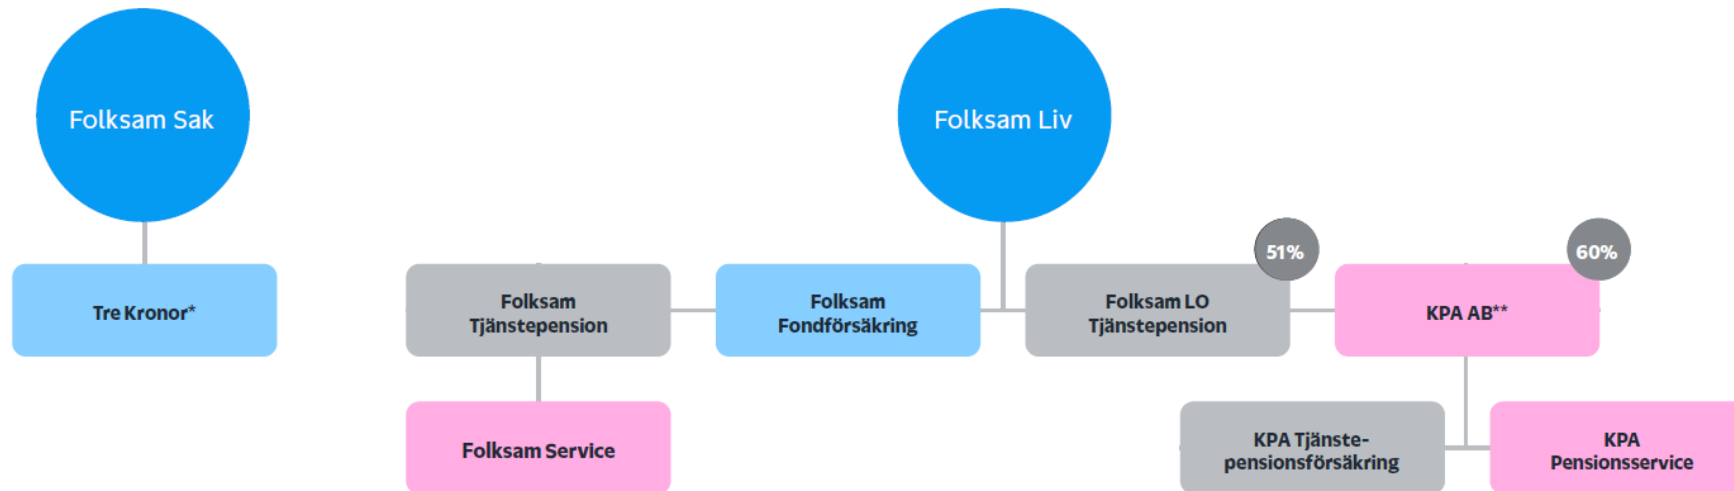 Folksam Sak
Folksam Liv
51%
60%
Tre Kronor*
Folksam
Tjänstepension
Folksam
Fondförsäkring
Folksam LO
Tjänstepension
KPA AB**
Folksam Service
KPA Tjänste-
pensionsförsäkring
KPA
Pensionsservice